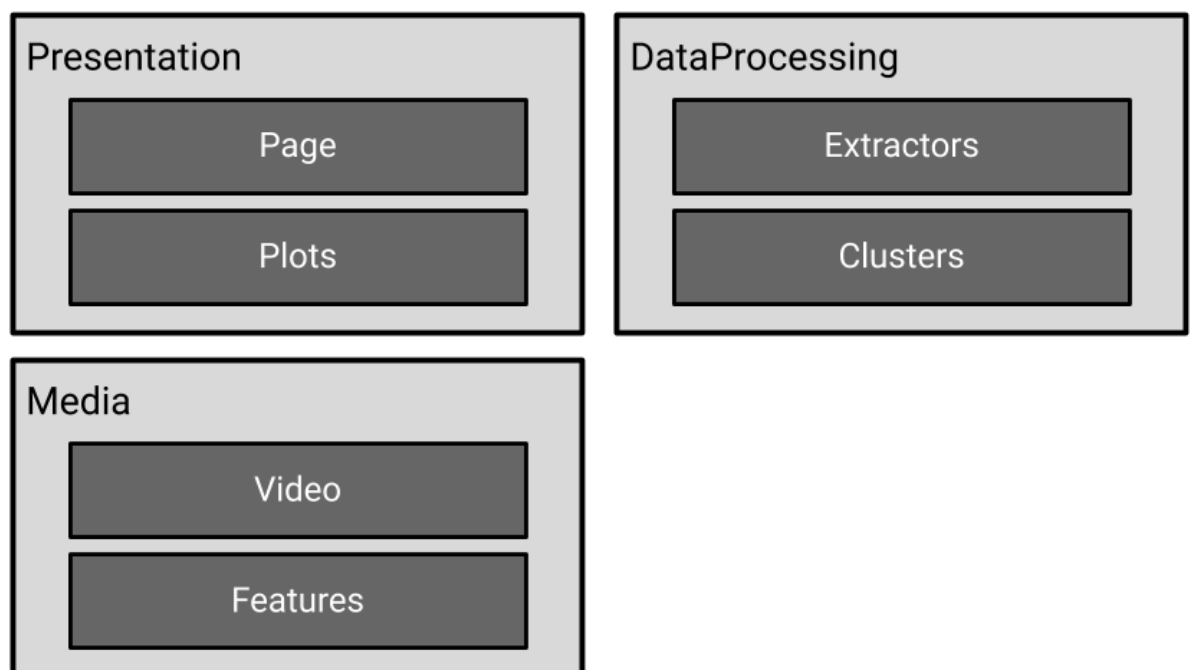 Presentation
Page
Plots
DataProcessing
Extractors
Clusters
Media
Video
Features